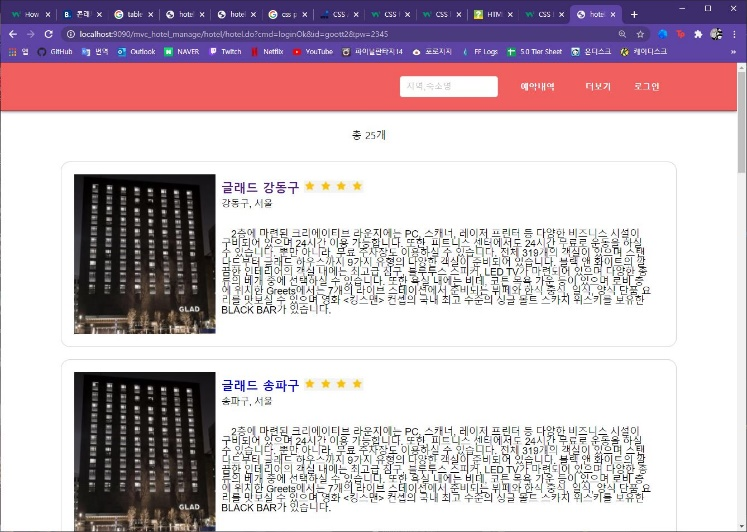 How
콘래
table
hotel
hotel
css p
CSS
CSS
CSS
HTM
CSS
hotel
localhost:9090/mvc_hotel_manage/hotel/hotel.do?cmd=loginOk&id=goott2&pw=2345
앱 GitHub 번역 Outlook NAVER Twitch Netflix YouTube 파이널판타지14 포로지지 FF Logs 5.0 Tier Sheet 온디스크 케이디스크
지역,숙소명 예약내역 더보기 로그인
총 25개
글래드 강동구
강동구, 서울
2층에 마련된 크리에이티브 라운지에는 PC, 스캐너, 레이저 프린터 등 다양한 비즈니스 시설이
구비되어 있으며 24시간 이용 가능합니다. 또한, 피트니스 센터에서도 24시간 무료로 운동을 하실
수 있습니다. 뿐만 아니라, 무료 주차장도 이용하실 수 있습니다. 전체 319개의 객실이 있으며 스탠
다드부터 글래드 하우스까지 9가지 유형의 다양한 객실이 준비되어 있습니다. 블랙 앤 화이트의 깔
끔한 인테리어의 객실 내에는 최고급 침구, 블루투스 스피커, LED TV가 마련되어 있으며 다양한 종
류의 베개 중에 선택하실 수 있습니다. 또한 욕실 내에는 비데, 코튼 목욕 가운 등이 있으며 로비 층
에 위치한 Greets에서는 7개의 라이브 스테이션에서 준비되는 뷔페와 한식 중식, 일식, 양식 단품 요
리를 맛보실 수 있으며 영화 <킹스맨> 컨셉의 국내 최고 수준의 싱글 몰트 스카치 위스키를 보유한
BLACK BAR가 있습니다.
GLAD
글래드 송파구
송파구, 서울
2층에 마련된 크리에이티브 라운지에는 PC, 스캐너, 레이저 프린터 등 다양한 비즈니스 시설이
구비되어 있으며 24시간 이용 가능합니다. 또한, 피트니스 센터에서도 24시간 무료로 운동을 하실
수 있습니다. 뿐만 아니라, 무료 주차장도 이용하실 수 있습니다. 전체 319개의 객실이 있으며 스탠
다드부터 글래드 하우스까지 9가지 유형의 다양한 객실이 준비되어 있습니다. 블랙 앤 화이트의 깔
끔한 인테리어의 객실 내에는 최고급 침구, 블루투스 스피커, LED TV가 마련되어 있으며 다양한 종
류의 베개 중에 선택하실 수 있습니다. 또한 욕실 내에는 비데, 코튼 목욕 가운 등이 있으며 로비 층
에 위치한 Greets에서는 7개의 라이브 스테이션에서 준비되는 뷔페와 한식 중식, 일식, 양식 단품 요
리를 맛보실 수 있으며 영화 <킹스맨> 컨셉의 국내 최고 수준의 싱글 몰트 스카치 위스키를 보유한
BLACK BAR가 있습니다.